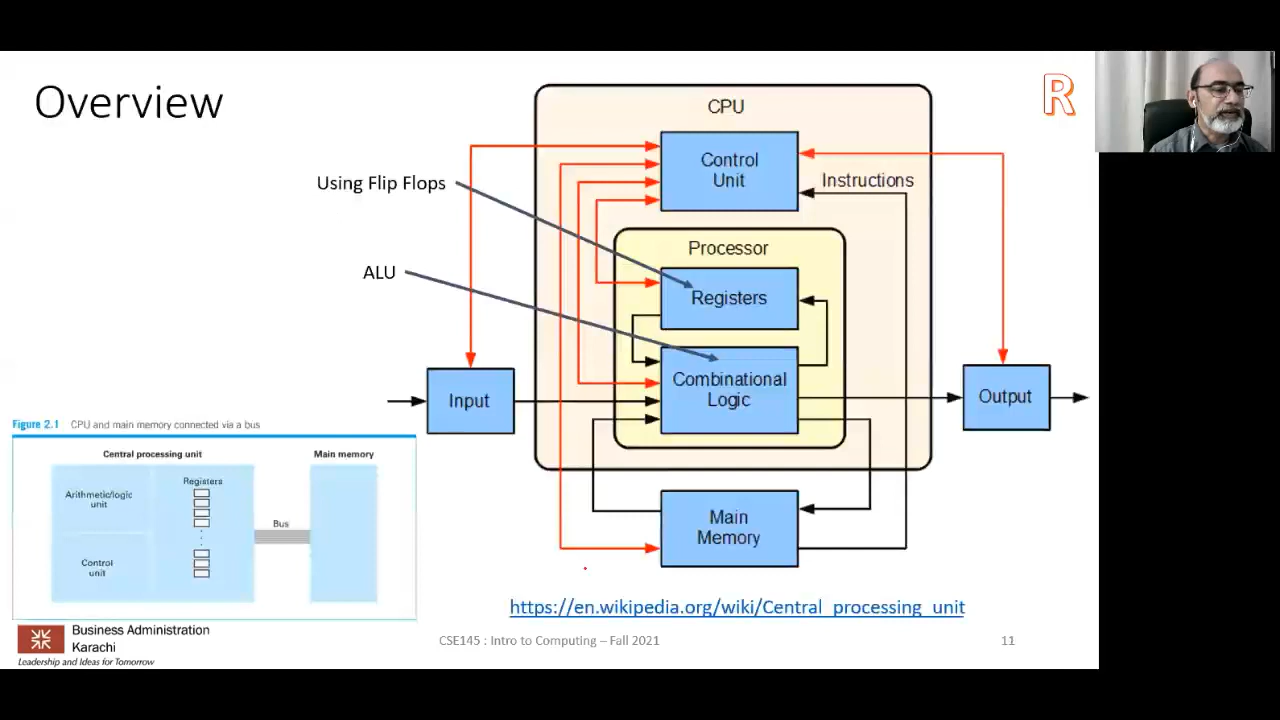 Overview
R
CPU
Control
Unit
Instructions
Using Flip Flops
Processor
ALU
Registers
Combinational
Logic
Input
Output
Main
Memory
Figure 2.1 CPU and main memory connected via a bus
Central processing unit
Main memory
Arithmetic/logic
unit
Registers
Bus
Control
unit
https://en.wikipedia.org/wiki/Central_processing_unit
Business Administration
Karachi
Leadership and Ideas for Tomorrow
CSE145 : Intro to Computing – Fall 2021
11